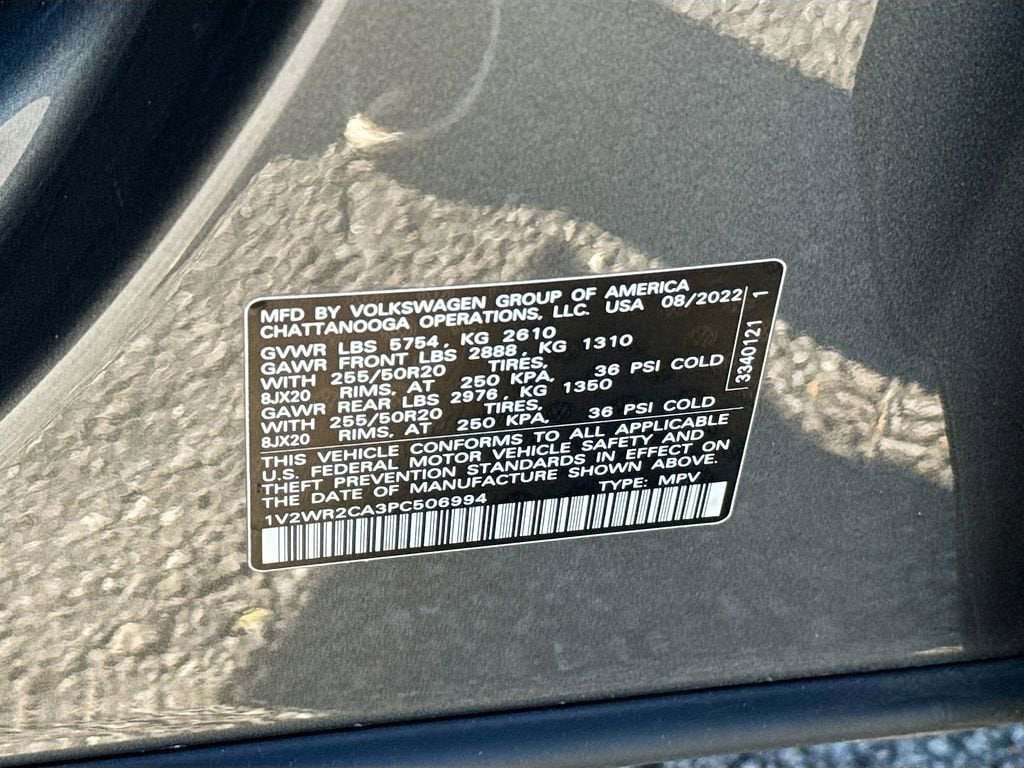 MFD BY VOLKSWAGEN GROUP OF AMERICA
CHATTANOOGA OPERATIONS, LLC. USA 08/2022
GVWR LBS 5754, KG 2610
GAWR FRONT LBS 2888, KG 1310
WITH 255/50R20 TIRES,
8JX20 RIMS, AT 250 KPA, 36 PSI COLD
GAWR REAR LBS 2976, KG 1350
WITH 255/50R20 TIRES,
8JX20 RIMS, AT 250 KPA, 36 PSI COLD
THIS VEHICLE CONFORMS TO ALL APPLICABLE
U.S. FEDERAL MOTOR VEHICLE SAFETY AND
THEFT PREVENTION STANDARDS IN EFFECT ON
THE DATE OF MANUFACTURE SHOWN ABOVE.
1V2WR2CA3PC506994 TYPE: MPV
3340121 1